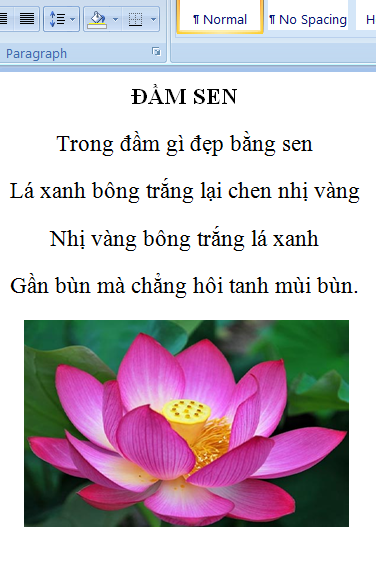 ¶ Normal
¶ No Spacing
Paragraph
ĐẦM SEN
Trong đầm gì đẹp bằng sen
Lá xanh bông trắng lại chen nhị vàng
Nhị vàng bông trắng lá xanh
Gần bùn mà chẳng hôi tanh mùi bùn.